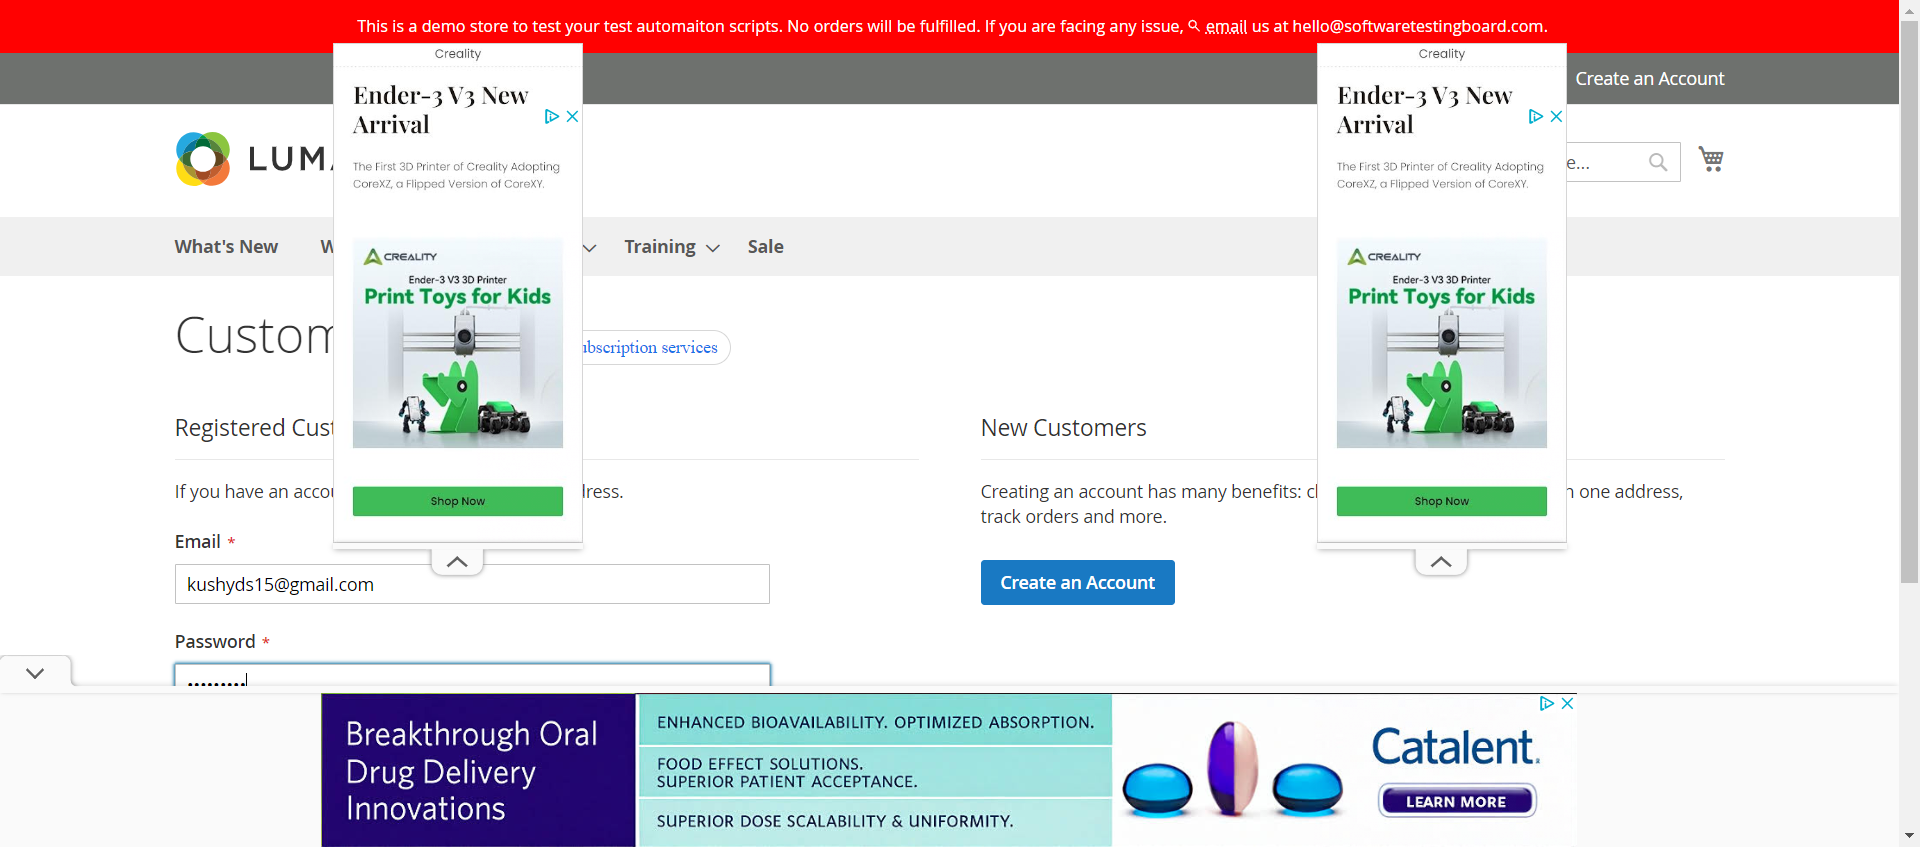 This is a demo store to test your test automaiton scripts. No orders will be fulfilled. If you are facing any issue, email us at hello@softwaretestingboard.com.
Create an Account
LUMA
What's New
W
Training
Sale
Custom
ubscription services
Registered Cust
If you have an accou
dress.
Email *
kushyds15@gmail.com
Password *
•••••••••
New Customers
Creating an account has many benefits: ch
n one address,
track orders and more.
Create an Account
e...
Creality
Ender-3 V3 New
Arrival
The First 3D Printer of Creality Adopting
CoreXZ, a Flipped Version of CoreXY.
CREALITY
Ender-3 V3 3D Printer
Print Toys for Kids
Shop Now
Creality
Ender-3 V3 New
Arrival
The First 3D Printer of Creality Adopting
CoreXZ, a Flipped Version of CoreXY.
CREALITY
Ender-3 V3 3D Printer
Print Toys for Kids
Shop Now
Breakthrough Oral
Drug Delivery
Innovations
ENHANCED BIOAVAILABILITY. OPTIMIZED ABSORPTION.
FOOD EFFECT SOLUTIONS.
SUPERIOR PATIENT ACCEPTANCE.
SUPERIOR DOSE SCALABILITY & UNIFORMITY.
Catalent.
LEARN MORE